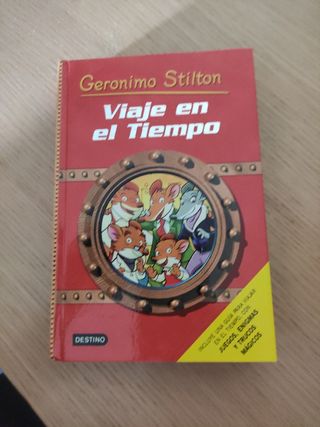 Geronimo Stilton
Viaje en
el Tiempo
INCLUYE UNA GUÍA PARA VIAJAR
EN EL TIEMPO, CON
JUEGOS, ENIGMAS
Y TRUCOS
MÁGICOS
DESTINO